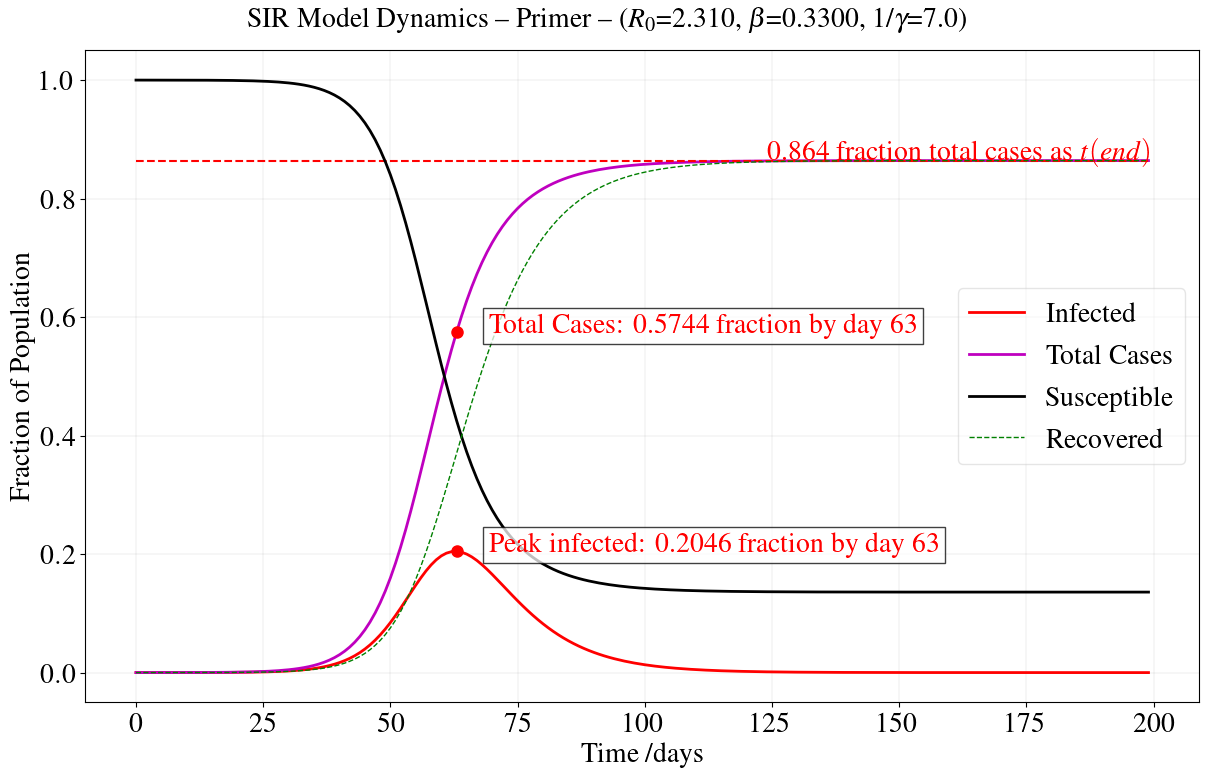 SIR Model Dynamics – Primer – (R₀=2.310, β=0.3300, 1/γ=7.0)
1.0
0.8
0.6
0.4
0.2
0.0
Fraction of Population
0.864 fraction total cases as t(end)
Total Cases: 0.5744 fraction by day 63
Peak infected: 0.2046 fraction by day 63
Infected
Total Cases
Susceptible
Recovered
0 25 50 75 100 125 150 175 200
Time /days